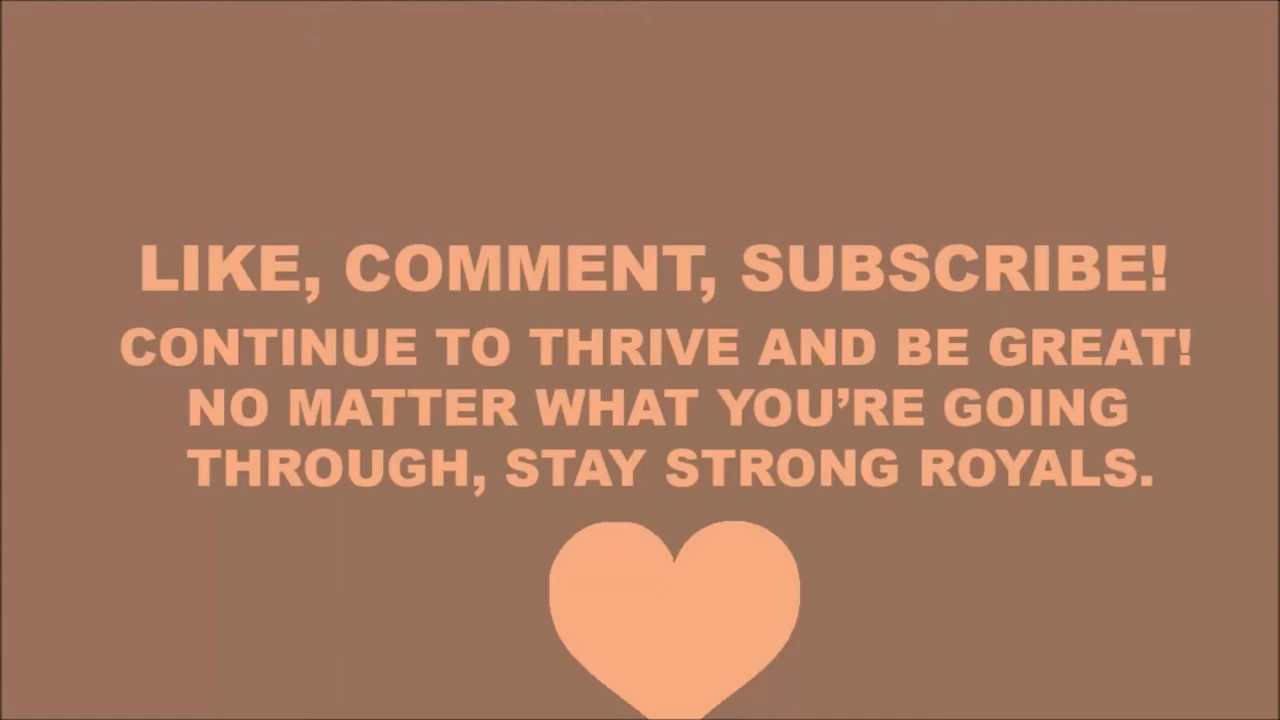 LIKE, COMMENT, SUBSCRIBE!
CONTINUE TO THRIVE AND BE GREAT!
NO MATTER WHAT YOU’RE GOING
THROUGH, STAY STRONG ROYALS.